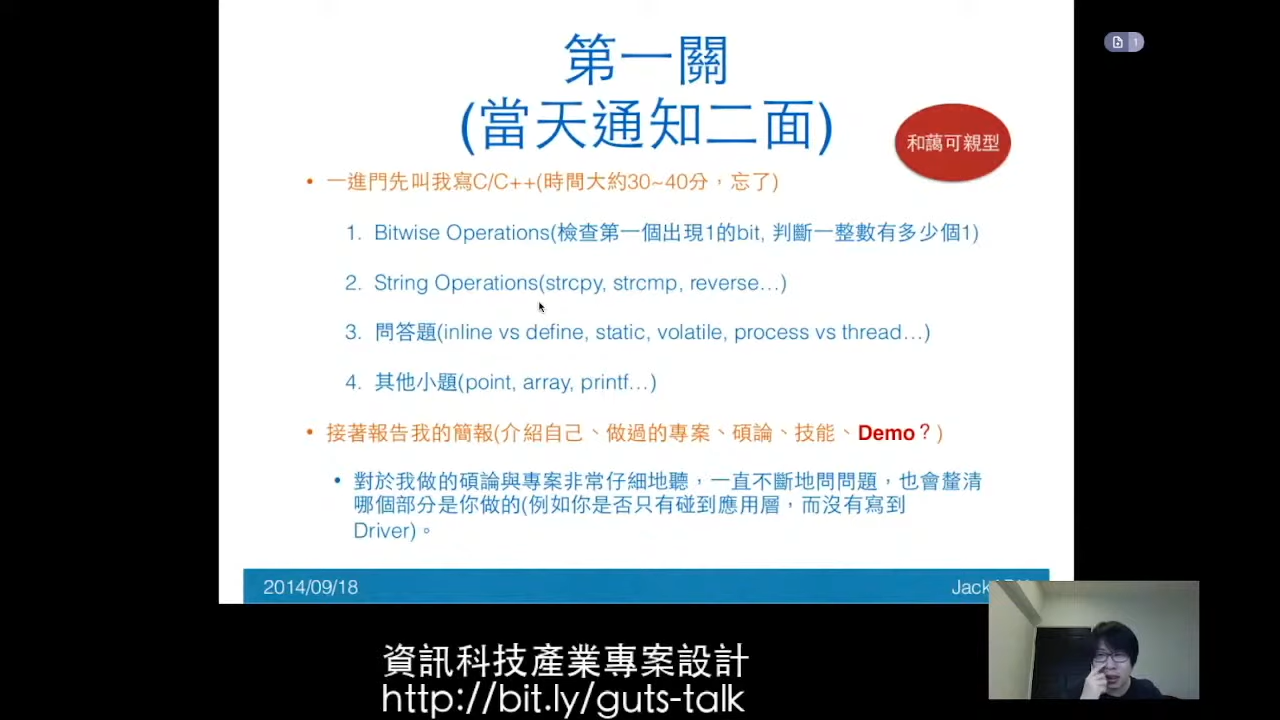 第一關
(當天通知二面)
和藹可親型
1
• 一進門先叫我寫C/C++(時間大約30~40分，忘了)
1. Bitwise Operations(檢查第一個出現1的bit, 判斷一整數有多少個1)
2. String Operations(strcpy, strcmp, reverse…)
3. 問答題(inline vs define, static, volatile, process vs thread…)
4. 其他小題(point, array, printf…)
• 接著報告我的簡報(介紹自己、做過的專案、碩論、技能、Demo？)
• 對於我做的碩論與專案非常仔細地聽，一直不斷地問問題，也會釐清
哪個部分是你做的(例如你是否只有碰到應用層，而沒有寫到
Driver)。
2014/09/18
資訊科技產業專案設計
http://bit.ly/guts-talk